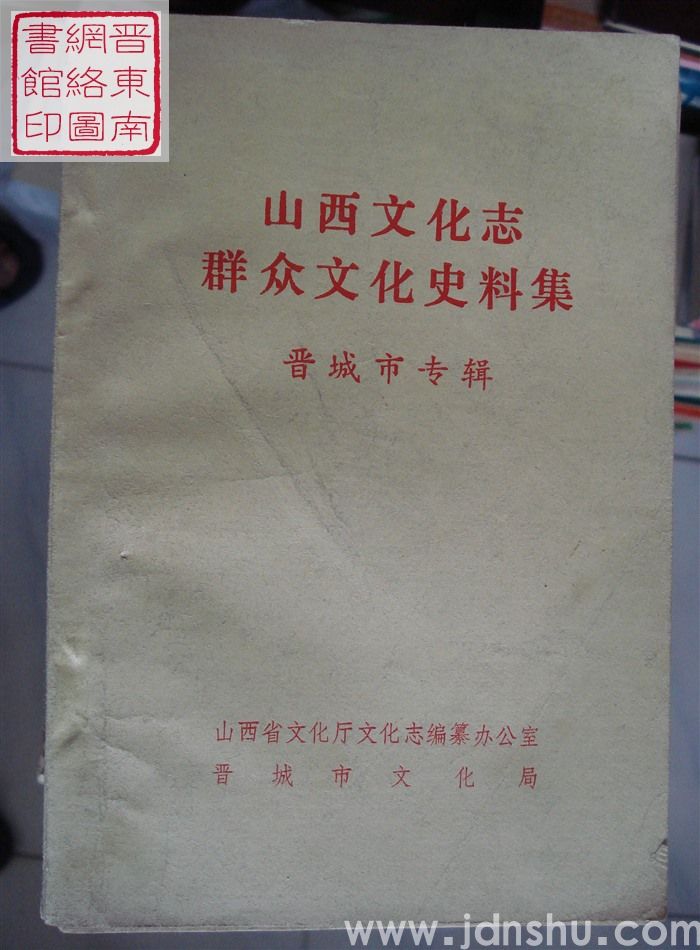 晋東南
網絡圖
書館印
山西文化志
群众文化史料集
晋城市专辑
山西省文化厅文化志编纂办公室
晋城市文化局
www.jdnshu.com